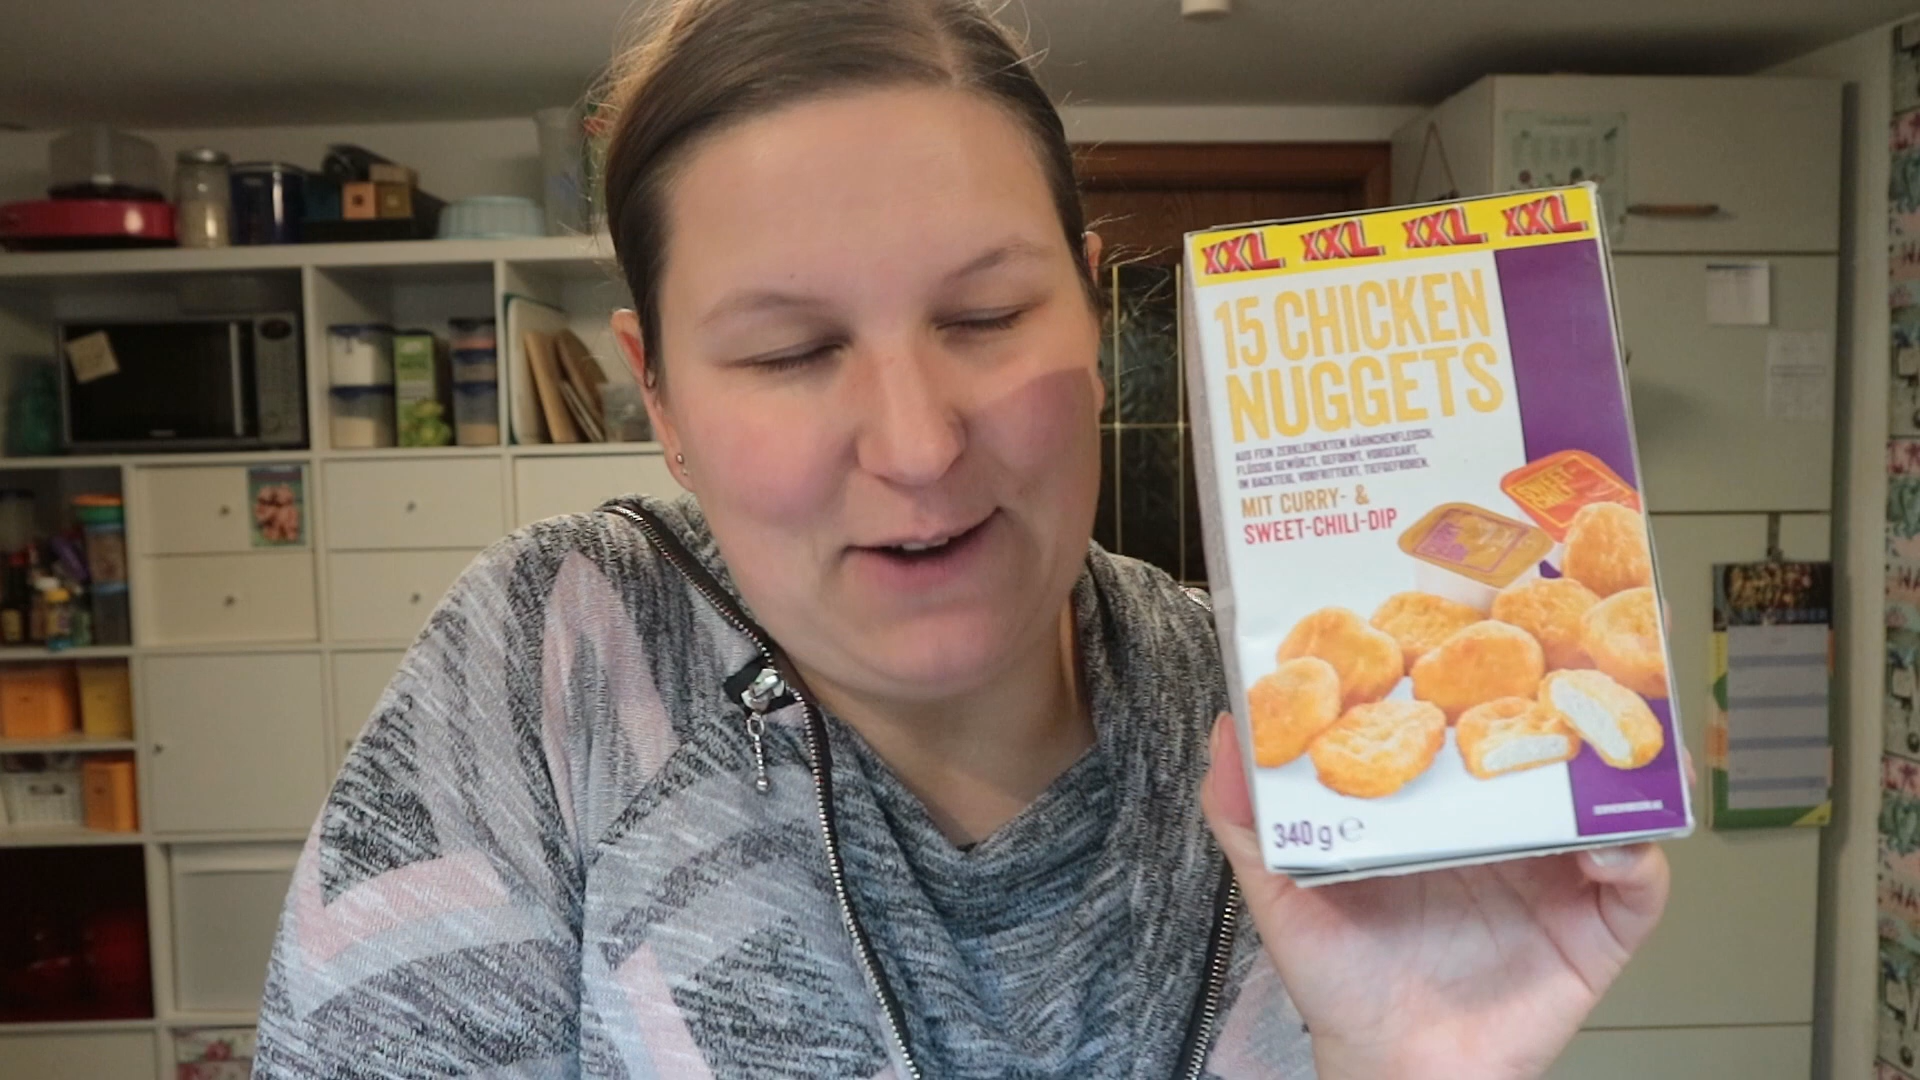 XXL XXL XXL XXL
15 CHICKEN
NUGGETS
AUS FEIN ZERKLEINERTEM HÄHNCHENFLEISCH,
FLÜSSIG GEWÜRZT, GEFORMT, VORGEGART,
IM BACKTEIG, VORFRITTIERT, TIEFGEFROREN.
MIT CURRY- &
SWEET-CHILI-DIP
340 g ℮